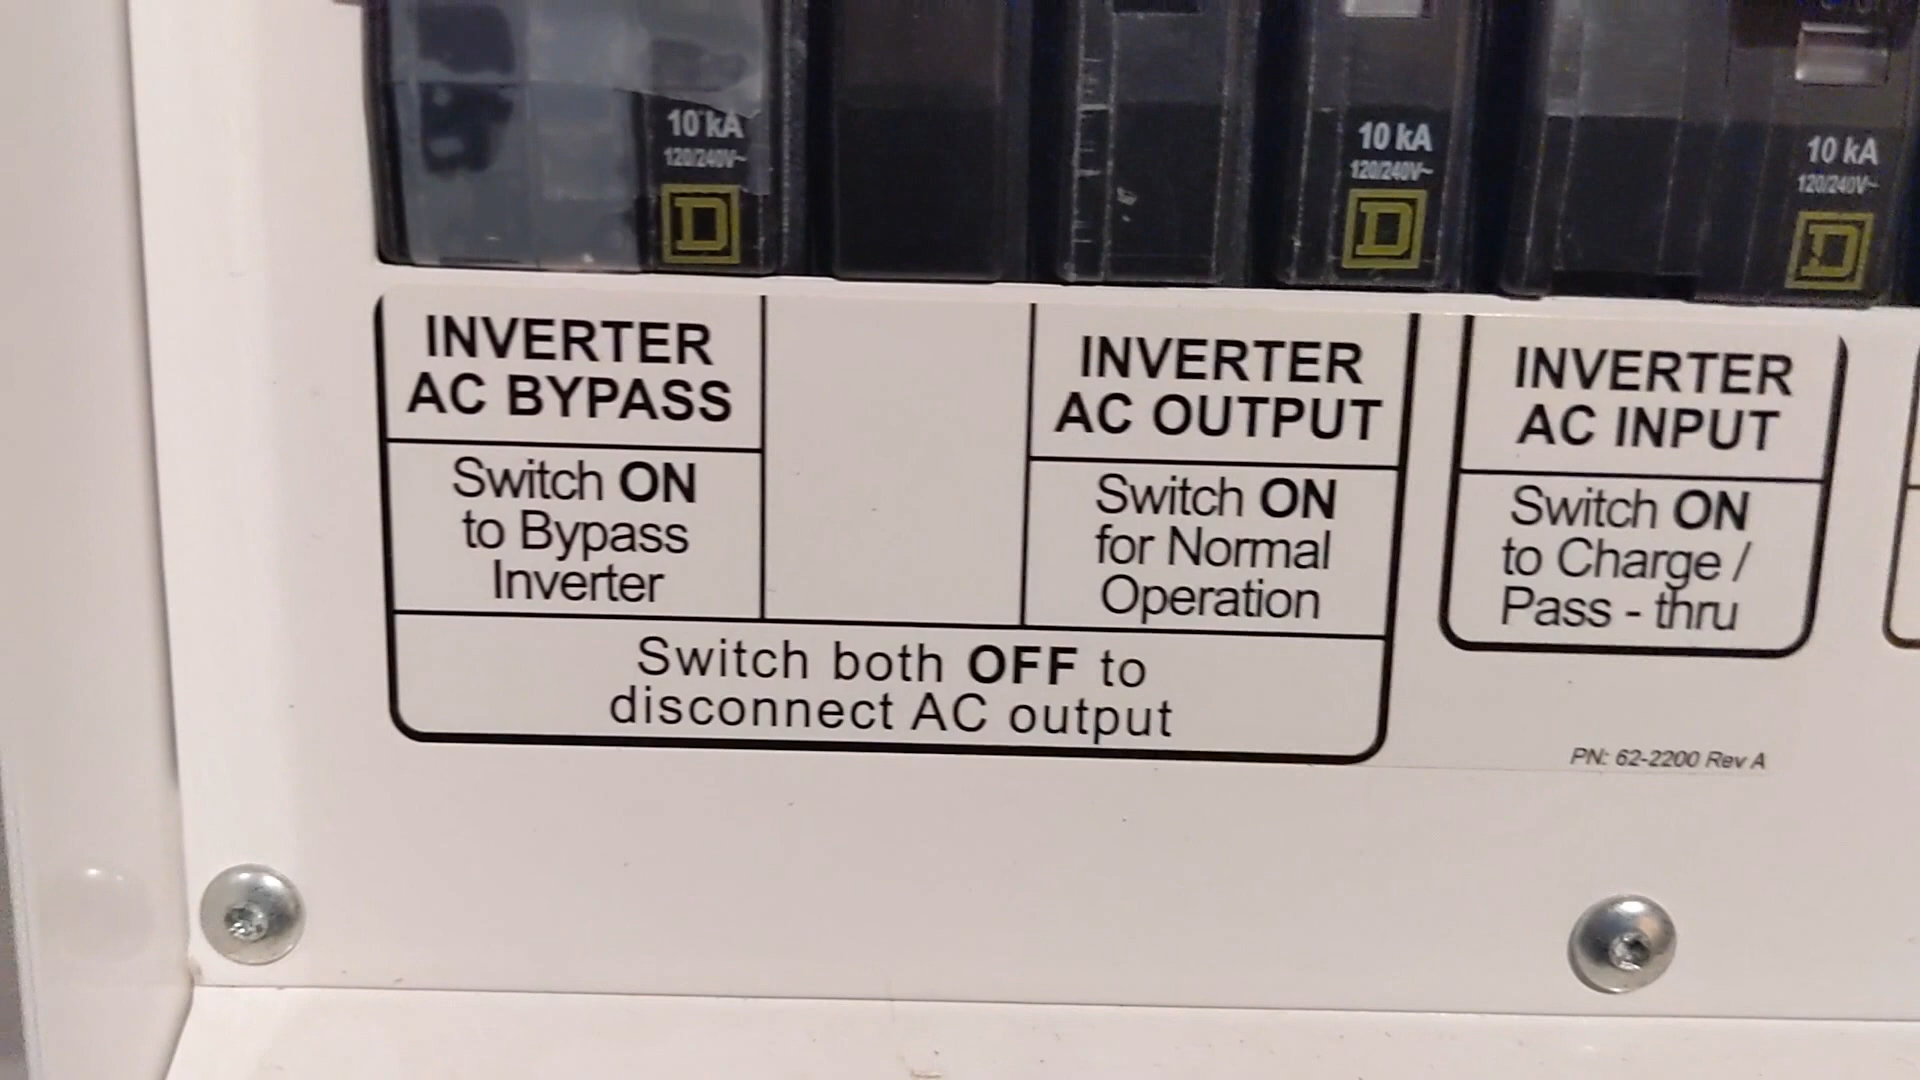 10 kA
120/240V~
D
10 kA
120/240V~
D
10 kA
120/240V~
D
INVERTER
AC BYPASS
Switch ON
to Bypass
Inverter
INVERTER
AC OUTPUT
Switch ON
for Normal
Operation
Switch both OFF to
disconnect AC output
INVERTER
AC INPUT
Switch ON
to Charge /
Pass - thru
PN: 62-2200 Rev A